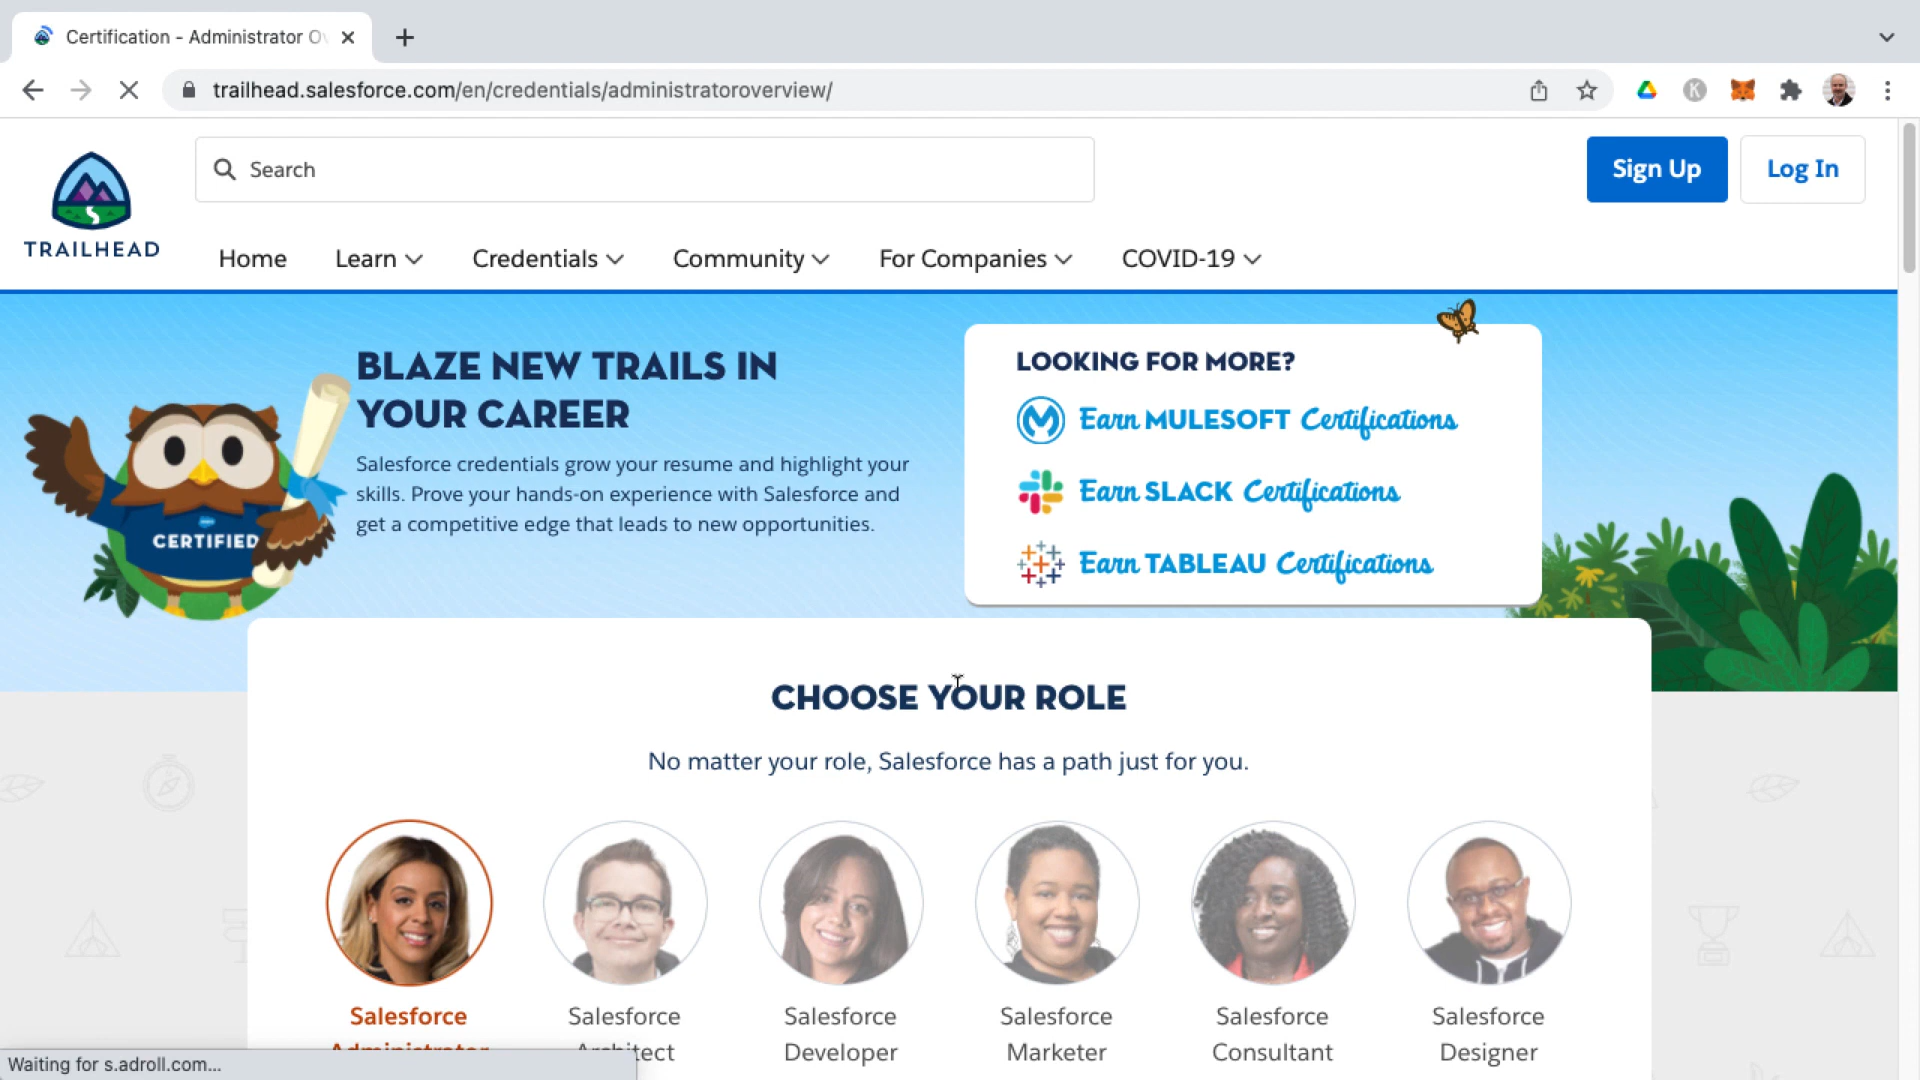 Certification - Administrator Ov
trailhead.salesforce.com/en/credentials/administratoroverview/
K
Search
Sign Up
Log In
TRAILHEAD
Home
Learn
Credentials
Community
For Companies
COVID-19
BLAZE NEW TRAILS IN
YOUR CAREER
Salesforce credentials grow your resume and highlight your
skills. Prove your hands-on experience with Salesforce and
get a competitive edge that leads to new opportunities.
CERTIFIED
LOOKING FOR MORE?
Earn MULESOFT Certifications
Earn SLACK Certifications
Earn TABLEAU Certifications
CHOOSE YOUR ROLE
No matter your role, Salesforce has a path just for you.
Salesforce
Administrator
Salesforce
Architect
Salesforce
Developer
Salesforce
Marketer
Salesforce
Consultant
Salesforce
Designer
Waiting for s.adroll.com...